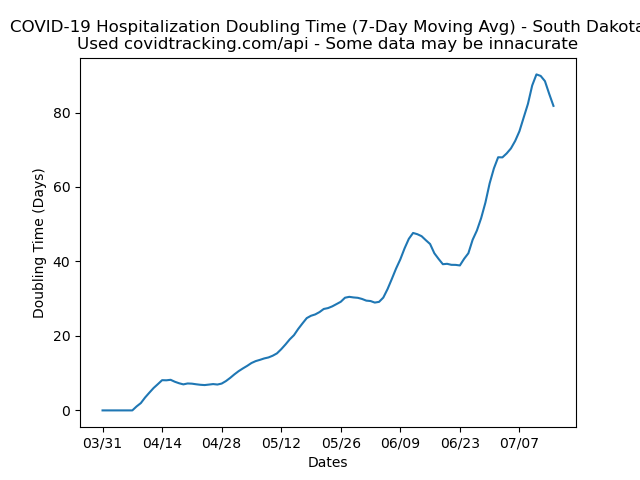 COVID-19 Hospitalization Doubling Time (7-Day Moving Avg) - South Dakota
Used covidtracking.com/api - Some data may be innacurate
80
60
40
20
0
Doubling Time (Days)
03/31 04/14 04/28 05/12 05/26 06/09 06/23 07/07
Dates